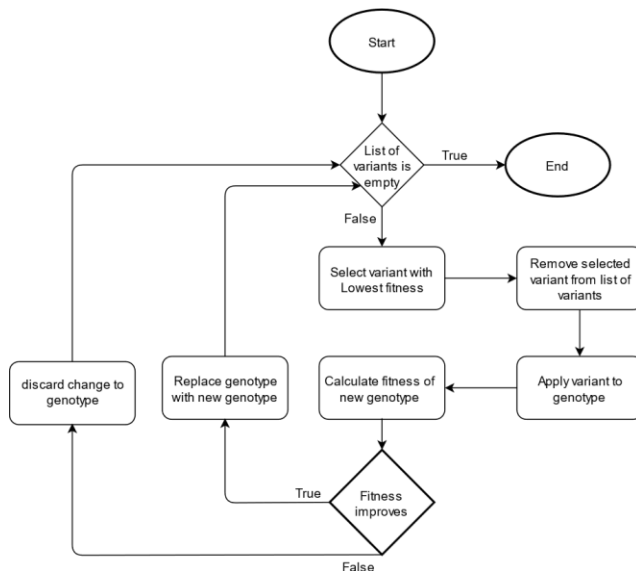 Start
List of
variants is
empty
True
End
False
Select variant with
Lowest fitness
Remove selected
variant from list of
variants
discard change to
genotype
Replace genotype
with new genotype
Calculate fitness of
new genotype
Apply variant to
genotype
True
Fitness
improves
False